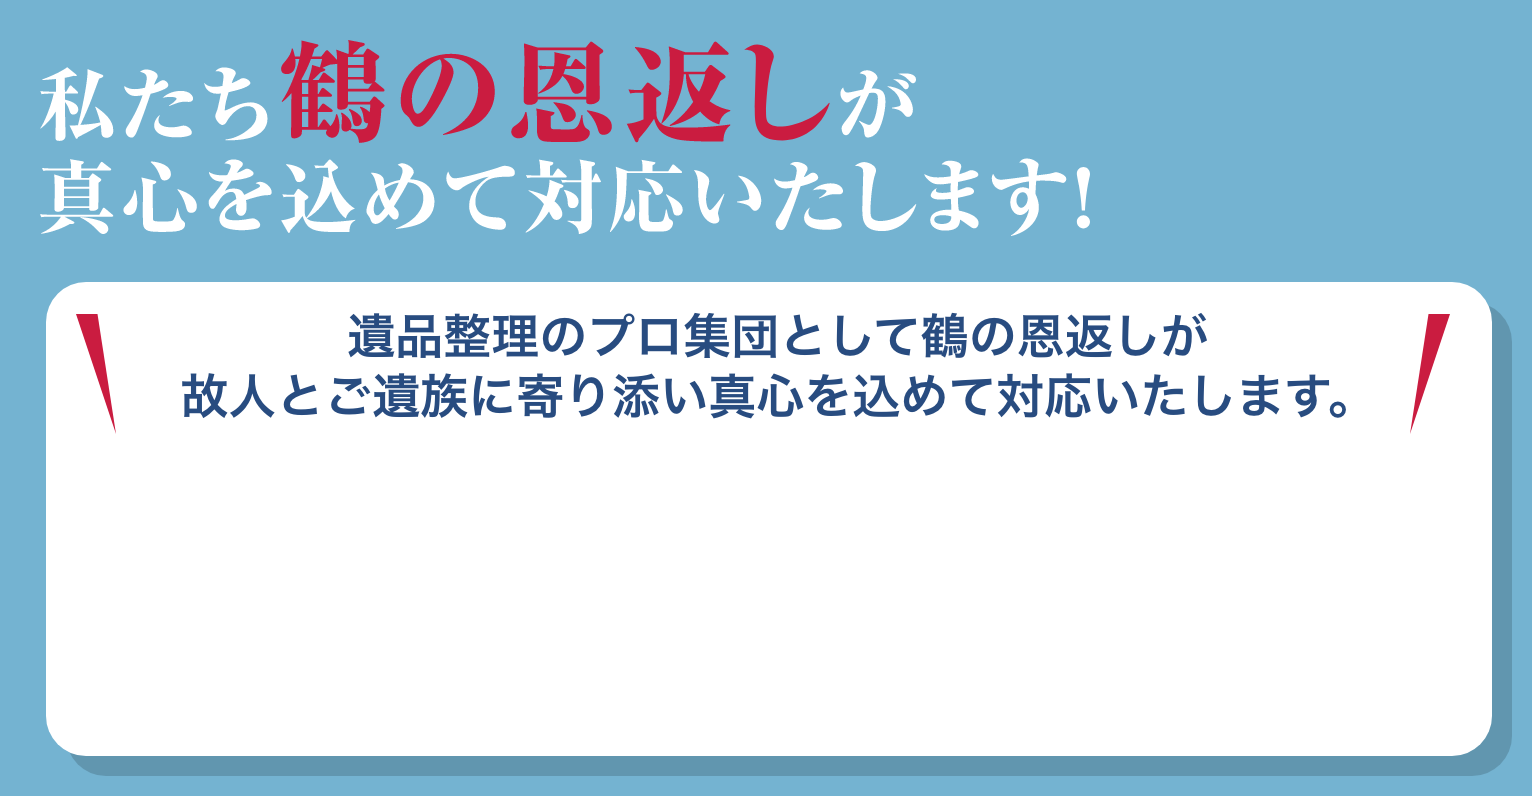 私たち鶴の恩返しが
真心を込めて対応いたします!
遺品整理のプロ集団として鶴の恩返しが
故人とご遺族に寄り添い真心を込めて対応いたします。